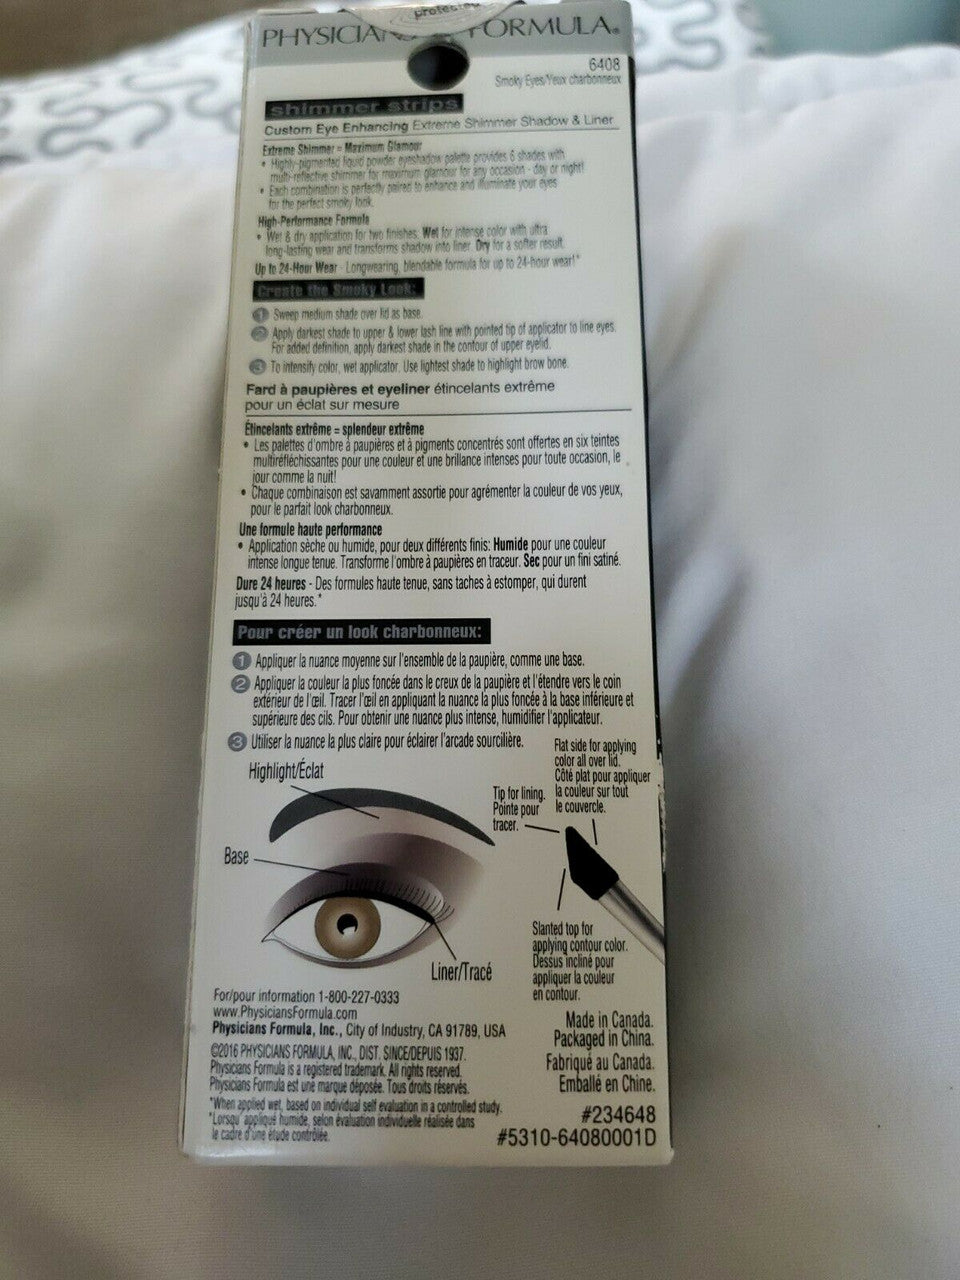 protected
PHYSICIANS FORMULA®
6408
Smoky Eyes/Yeux charbonneux
shimmer strips
Custom Eye Enhancing Extreme Shimmer Shadow & Liner
Extreme Shimmer = Maximum Glamour
• Highly-pigmented liquid powder eyeshadow palette provides 6 shades with
multi-reflective shimmer for maximum glamour for any occasion - day or night!
• Each combination is perfectly paired to enhance and illuminate your eyes
for the perfect smoky look.
High-Performance Formula
• Wet & dry application for two finishes. Wet for intense color with ultra
long-lasting wear and transforms shadow into liner. Dry for a softer result.
Up to 24-Hour Wear - Longwearing, blendable formula for up to 24-hour wear!*
Create the Smoky Look:
1 Sweep medium shade over lid as base.
2 Apply darkest shade to upper & lower lash line with pointed tip of applicator to line eyes.
For added definition, apply darkest shade in the contour of upper eyelid.
3 To intensify color, wet applicator. Use lightest shade to highlight brow bone.
Fard à paupières et eyeliner étincelants extrême
pour un éclat sur mesure
Étincelants extrême = splendeur extrême
• Les palettes d'ombre à paupières et à pigments concentrés sont offertes en six teintes
multiréfléchissantes pour une couleur et une brillance intenses pour toute occasion, le
jour comme la nuit!
• Chaque combinaison est savamment assortie pour agrémenter la couleur de vos yeux,
pour le parfait look charbonneux.
Une formule haute performance
• Application sèche ou humide, pour deux différents finis: Humide pour une couleur
intense longue tenue. Transforme l'ombre à paupières en traceur. Sec pour un fini satiné.
Dure 24 heures - Des formules haute tenue, sans taches à estomper, qui durent
jusqu'à 24 heures.*
Pour créer un look charbonneux:
1 Appliquer la nuance moyenne sur l'ensemble de la paupière, comme une base.
2 Appliquer la couleur la plus foncée dans le creux de la paupière et l'étendre vers le coin
extérieur de l'œil. Tracer l'œil en appliquant la nuance la plus foncée à la base inférieure et
supérieure des cils. Pour obtenir une nuance plus intense, humidifier l'applicateur.
3 Utiliser la nuance la plus claire pour éclairer l'arcade sourcilière.
Highlight/Éclat
Base
Liner/Tracé
Tip for lining.
Pointe pour
tracer.
Flat side for applying
color all over lid.
Côté plat pour appliquer
la couleur sur tout
le couvercle.
Slanted top for
applying contour color.
Dessus incliné pour
appliquer la couleur
en contour.
For/pour information 1-800-227-0333
www.PhysiciansFormula.com
Physicians Formula, Inc., City of Industry, CA 91789, USA
©2016 PHYSICIANS FORMULA, INC., DIST. SINCE/DEPUIS 1937.
Physicians Formula is a registered trademark. All rights reserved.
Physicians Formula est une marque déposée. Tous droits réservés.
*When applied wet, based on individual self evaluation in a controlled study.
*Lorsqu'appliqué humide, selon évaluation individuelle réalisée dans
le cadre d'une étude contrôlée.
Made in Canada.
Packaged in China.
Fabriqué au Canada.
Emballé en Chine.
#234648
#5310-64080001D